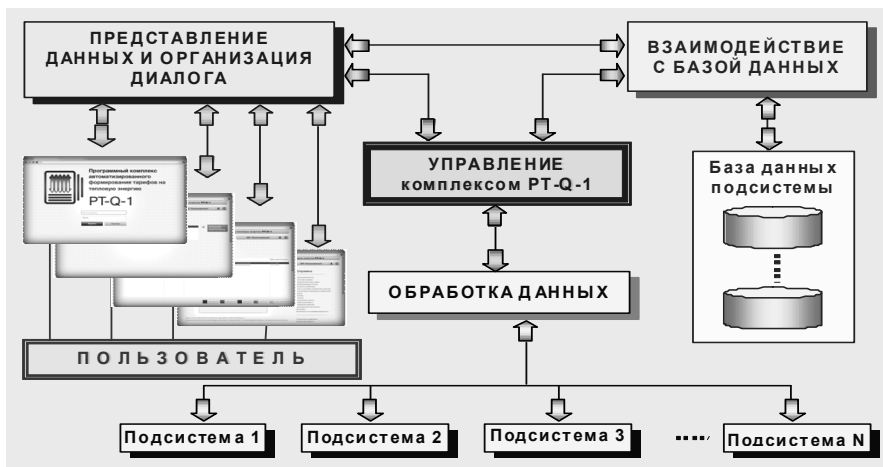 ПРЕДСТАВЛЕНИЕ
ДАННЫХ И ОРГАНИЗАЦИЯ
ДИАЛОГА
ВЗАИМОДЕЙСТВИЕ
С БАЗОЙ ДАННЫХ
УПРАВЛЕНИЕ
комплексом PT-Q-1
База данных
подсистемы
Программный комплекс
автоматизированного
формирования тарифов на
тепловую энергию
PT-Q-1
ОБРАБОТКА ДАННЫХ
ПОЛЬЗОВАТЕЛЬ
Подсистема 1
Подсистема 2
Подсистема 3
Подсистема N